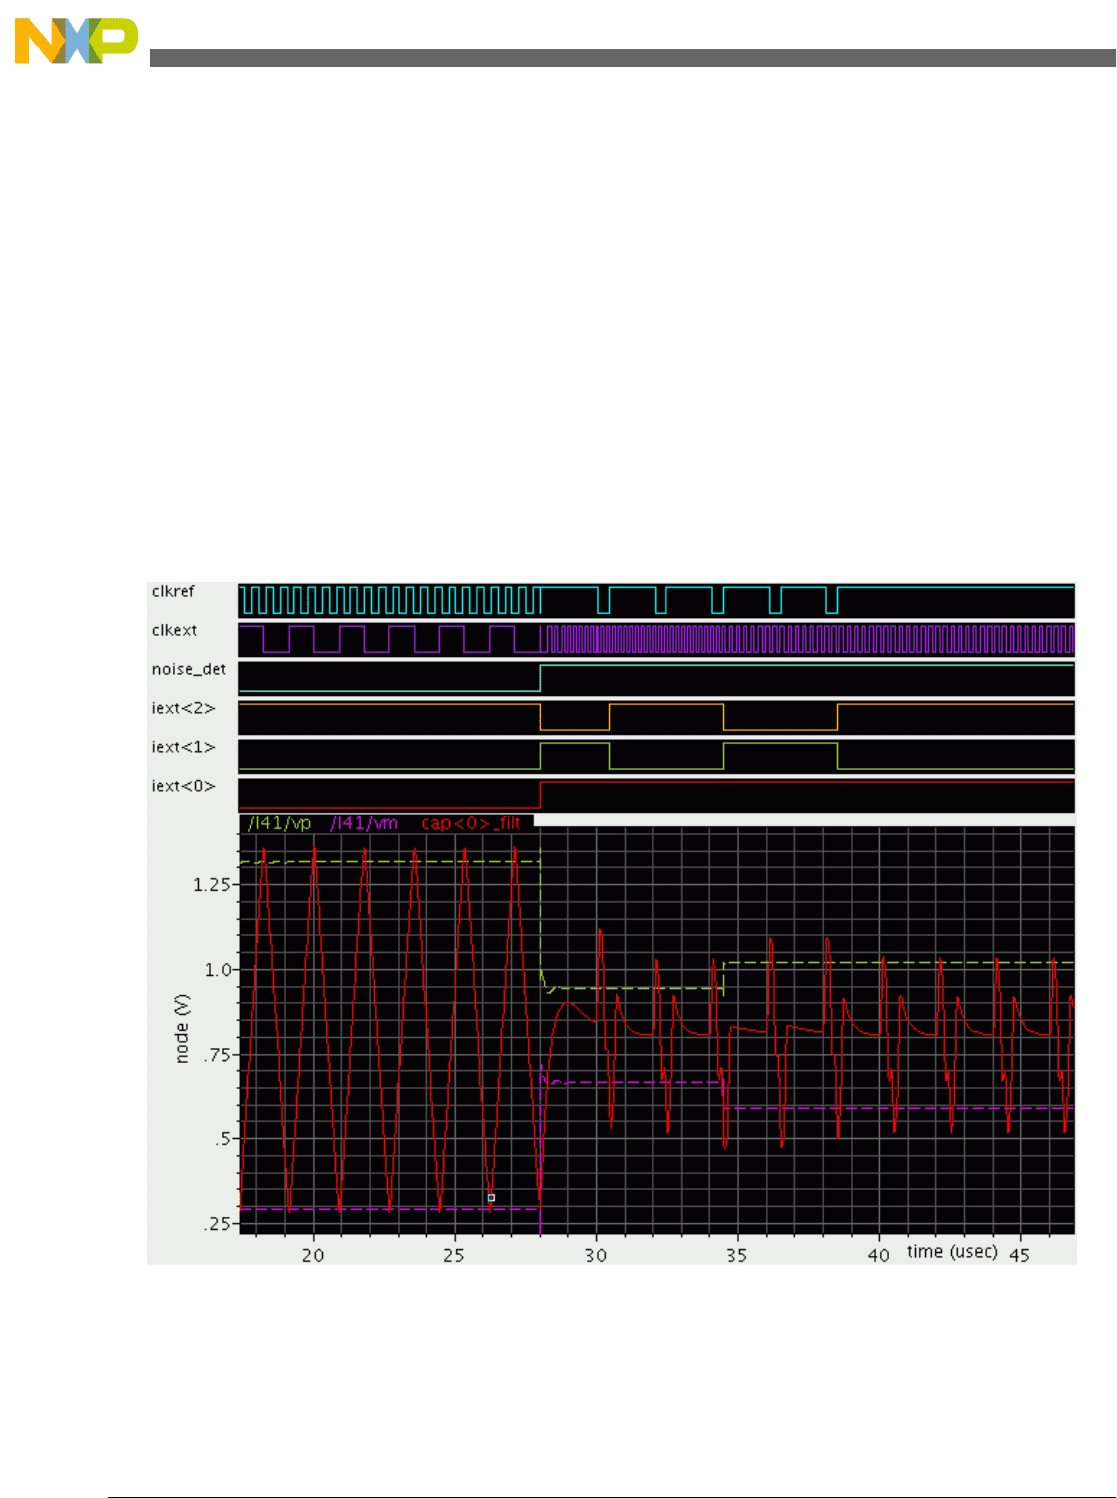 NXP
clkref
clkext
noise_det
iext<2>
iext<1>
iext<0>
/I41/vp /I41/vm cap<0>_filt
1.25
1.0
.75
.5
.25
node (V)
20 25 30 35 40 time (usec) 45